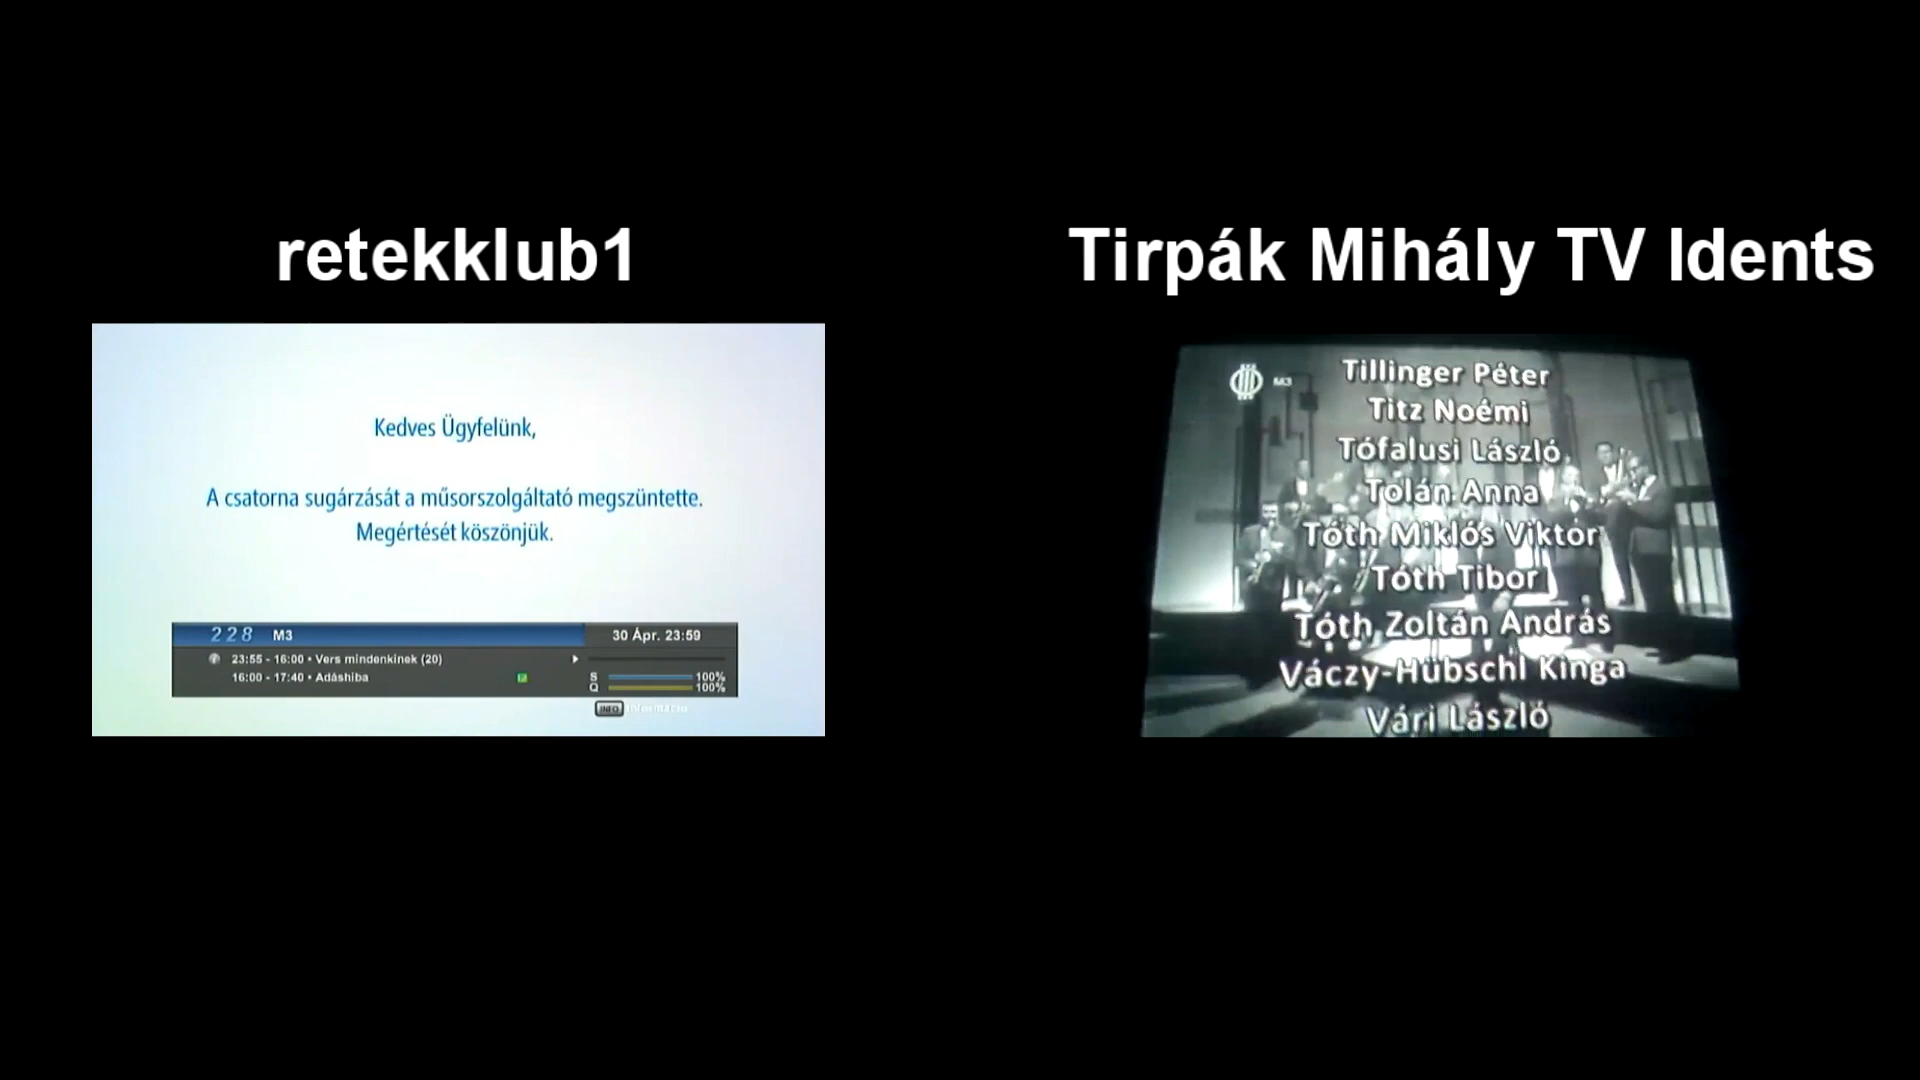 retekklub1
Kedves Ügyfelünk,
A csatorna sugárzását a műsorszolgáltató megszüntette.
Megértését köszönjük.
228 M3
30 Ápr. 23:59
23:55 - 16:00 • Vers mindenkinek (20)
16:00 - 17:40 • Adáshiba
S 100%
Q 100%
INFO Információ
Tirpák Mihály TV Idents
M3
Tillinger Péter
Titz Noémi
Tófalusi László
Tolán Anna
Tóth Miklós Viktor
Tóth Tibor
Tóth Zoltán András
Váczy-Hübschl Kinga
Vári László